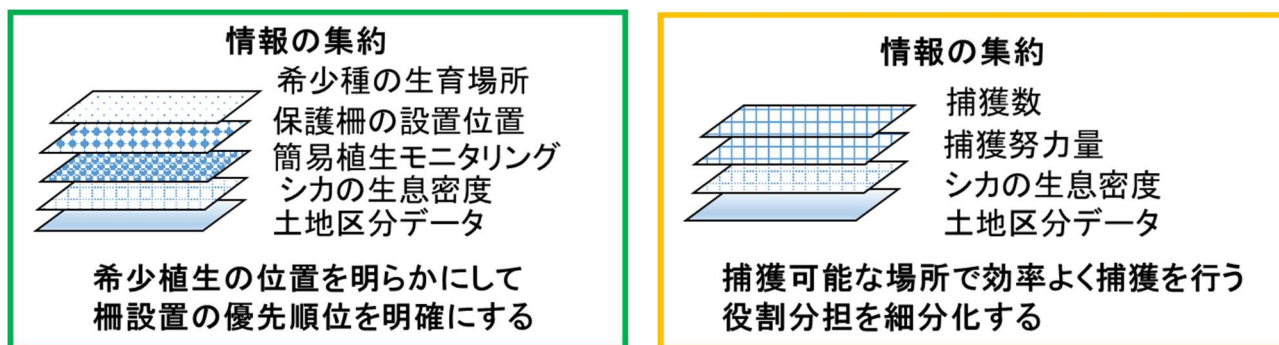 情報の集約
希少種の生育場所
保護柵の設置位置
簡易植生モニタリング
シカの生息密度
土地区分データ
希少植生の位置を明らかにして
柵設置の優先順位を明確にする
情報の集約
捕獲数
捕獲努力量
シカの生息密度
土地区分データ
捕獲可能な場所で効率よく捕獲を行う
役割分担を細分化する